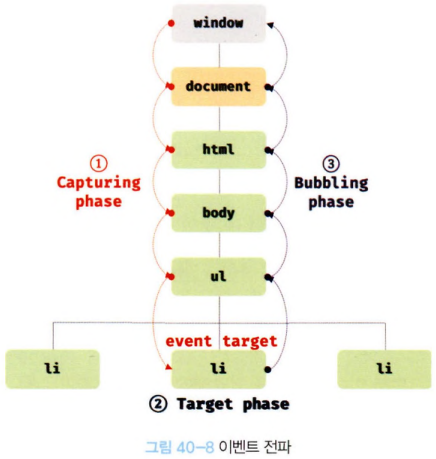 window
document
html
①
Capturing
phase
③
Bubbling
phase
body
ul
event target
li
li
li
② Target phase
그림 40-8 이벤트 전파